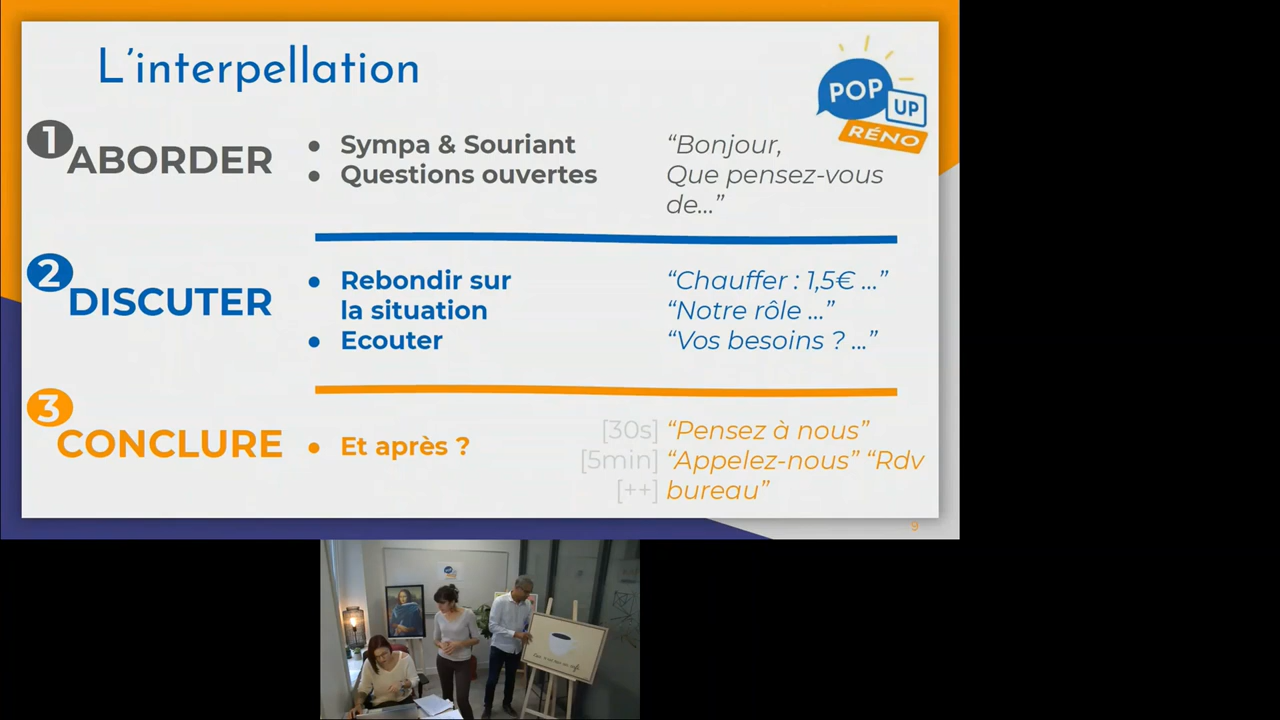 L’interpellation
POP
UP
RÉNO
1
ABORDER
● Sympa & Souriant
● Questions ouvertes
“Bonjour,
Que pensez-vous
de...”
2
DISCUTER
● Rebondir sur
la situation
● Ecouter
“Chauffer : 1,5€ ...”
“Notre rôle ...”
“Vos besoins ? ...”
3
CONCLURE
● Et après ?
[30s] “Pensez à nous”
[5min] “Appelez-nous” “Rdv
[++] bureau”
9
POP